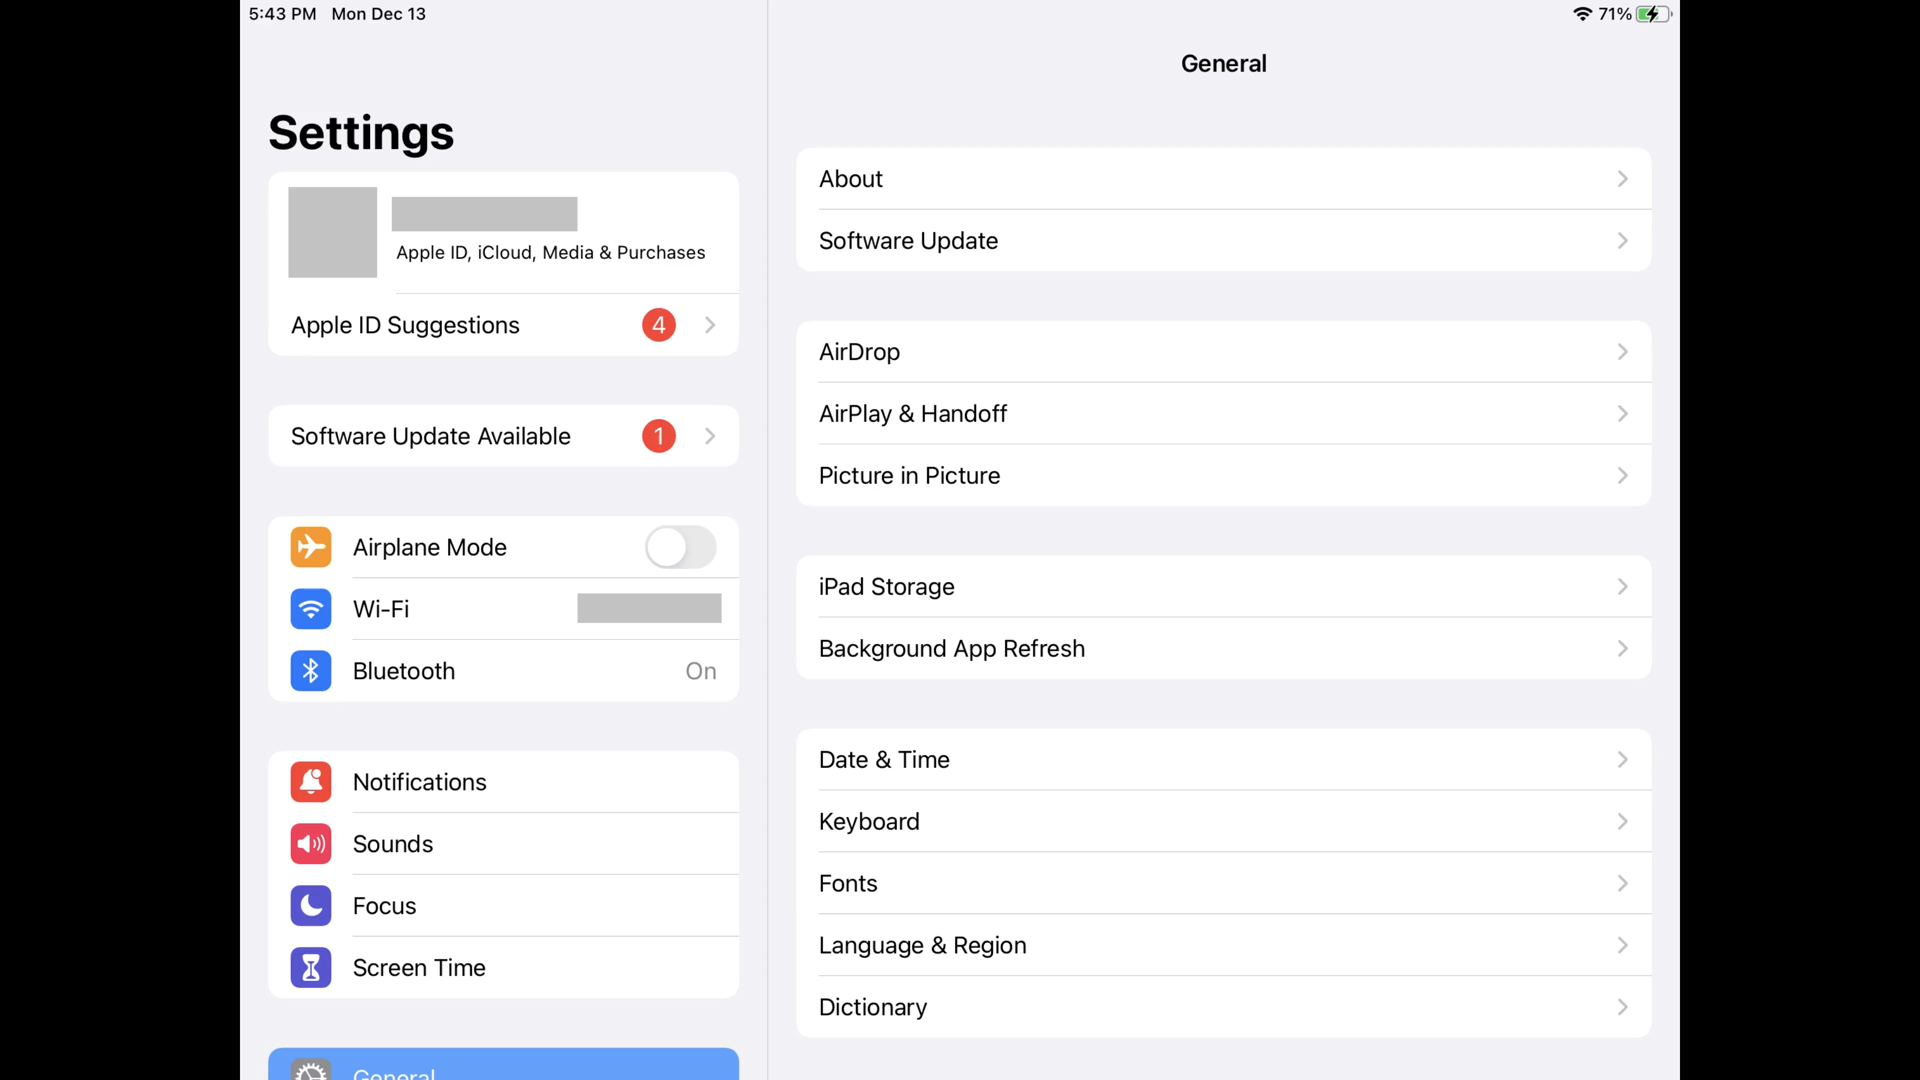 5:43 PM Mon Dec 13
71%
Settings
Apple ID, iCloud, Media & Purchases
Apple ID Suggestions 4
Software Update Available 1
Airplane Mode
Wi-Fi
Bluetooth On
Notifications
Sounds
Focus
Screen Time
General
General
About
Software Update
AirDrop
AirPlay & Handoff
Picture in Picture
iPad Storage
Background App Refresh
Date & Time
Keyboard
Fonts
Language & Region
Dictionary